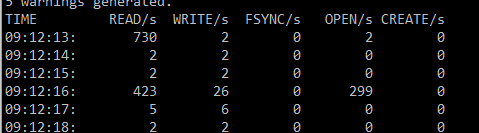 5 warnings generated.
TIME READ/s WRITE/s FSYNC/s OPEN/s CREATE/s
09:12:13: 730 2 0 2 0
09:12:14: 2 2 0 0 0
09:12:15: 2 2 0 0 0
09:12:16: 423 26 0 299 0
09:12:17: 5 6 0 0 0
09:12:18: 2 2 0 0 0